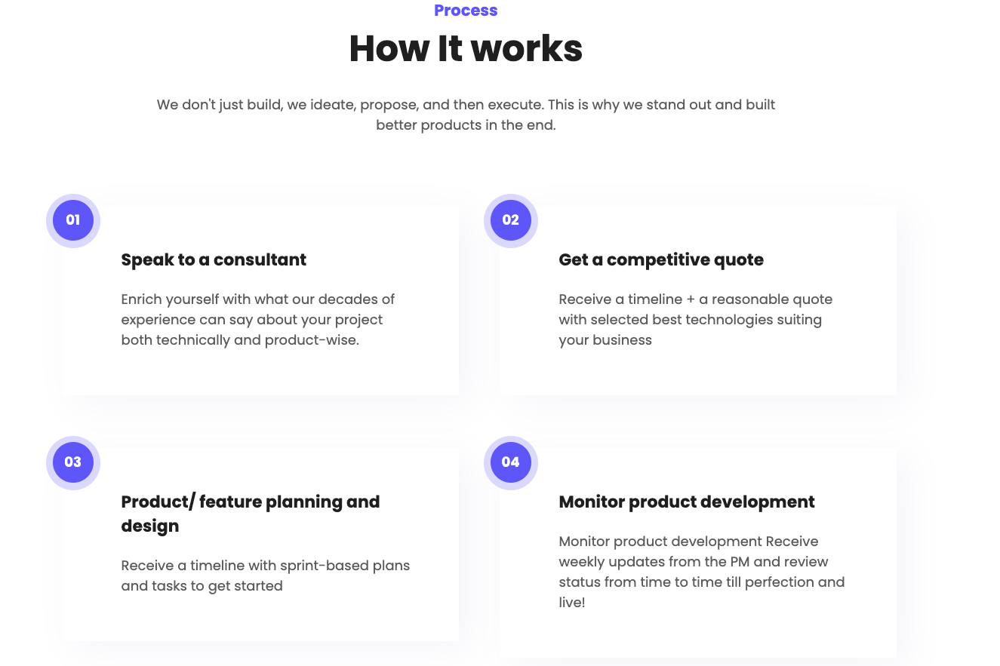 Process
How It works
We don't just build, we ideate, propose, and then execute. This is why we stand out and built
better products in the end.
01
Speak to a consultant
Enrich yourself with what our decades of
experience can say about your project
both technically and product-wise.
02
Get a competitive quote
Receive a timeline + a reasonable quote
with selected best technologies suiting
your business
03
Product/ feature planning and
design
Receive a timeline with sprint-based plans
and tasks to get started
04
Monitor product development
Monitor product development Receive
weekly updates from the PM and review
status from time to time till perfection and
live!